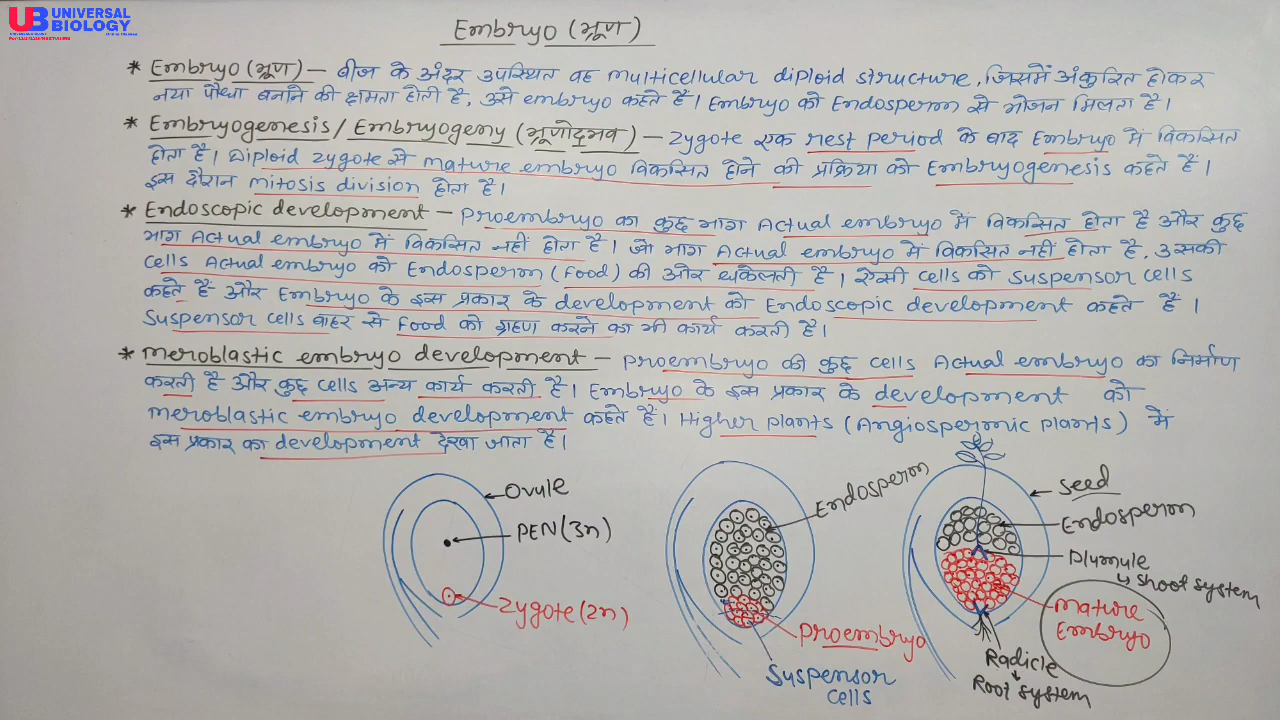 UB UNIVERSAL BIOLOGY
Embryo (भ्रूण)
* Embryo (भ्रूण) – बीज के अंदर उपस्थित वह multicellular diploid structure, जिसमें अंकुरित होकर
नया पौधा बनाने की क्षमता होती है, उसे embryo कहते हैं। Embryo को Endosperm से भोजन मिलता है।
* Embryogenesis / Embryogeny (भ्रूणोद्भव) – Zygote एक rest period के बाद Embryo में विकसित
होता है। Diploid zygote से mature embryo विकसित होने की प्रक्रिया को Embryogenesis कहते हैं।
इस दौरान mitosis division होता है।
* Endoscopic development – Proembryo का कुछ भाग Actual embryo में विकसित होता है और कुछ
भाग Actual embryo में विकसित नहीं होता है। जो भाग Actual embryo में विकसित नहीं होता है, उसकी
cells Actual embryo को Endosperm (Food) की ओर धकेलती है। ऐसी cells को Suspensor cells
कहते हैं और Embryo के इस प्रकार के development को Endoscopic development कहते हैं।
Suspensor cells बाहर से Food को ग्रहण करने का भी कार्य करती हैं।
* Meroblastic embryo development – Proembryo की कुछ cells Actual embryo का निर्माण
करती है और कुछ cells अन्य कार्य करती हैं। Embryo के इस प्रकार के development को
Meroblastic embryo development कहते हैं। Higher plants (Angiospermic plants) में
इस प्रकार का development देखा जाता है।
Ovule
PEN (3n)
Zygote (2n)
Endosperm
Proembryo
Suspensor
cells
Seed
Endosperm
Plumule
↳ Shoot system
Mature
Embryo
Radicle
↓
Root system